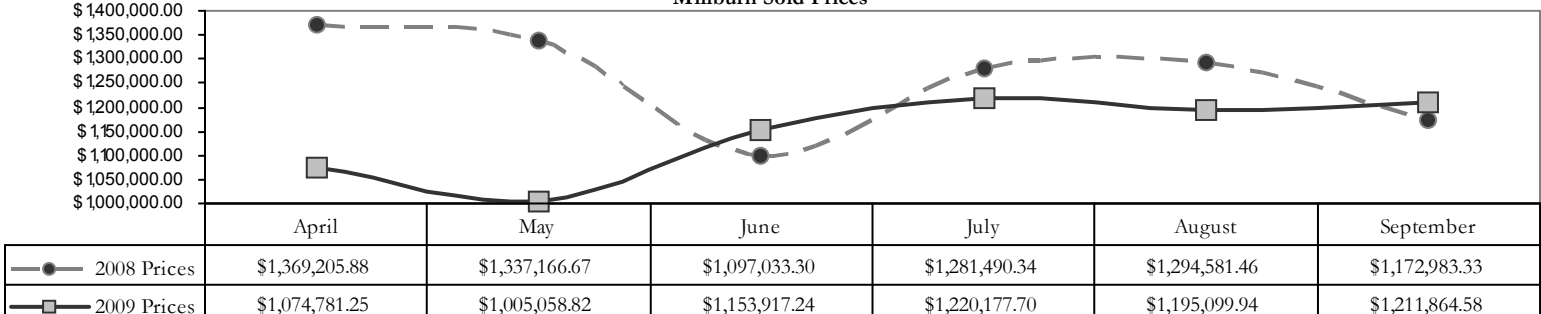 Millburn Sold Prices
$1,400,000.00
$1,350,000.00
$1,300,000.00
$1,250,000.00
$1,200,000.00
$1,150,000.00
$1,100,000.00
$1,050,000.00
$1,000,000.00
April May June July August September
2008 Prices $1,369,205.88 $1,337,166.67 $1,097,033.30 $1,281,490.34 $1,294,581.46 $1,172,983.33
2009 Prices $1,074,781.25 $1,005,058.82 $1,153,917.24 $1,220,177.70 $1,195,099.94 $1,211,864.58